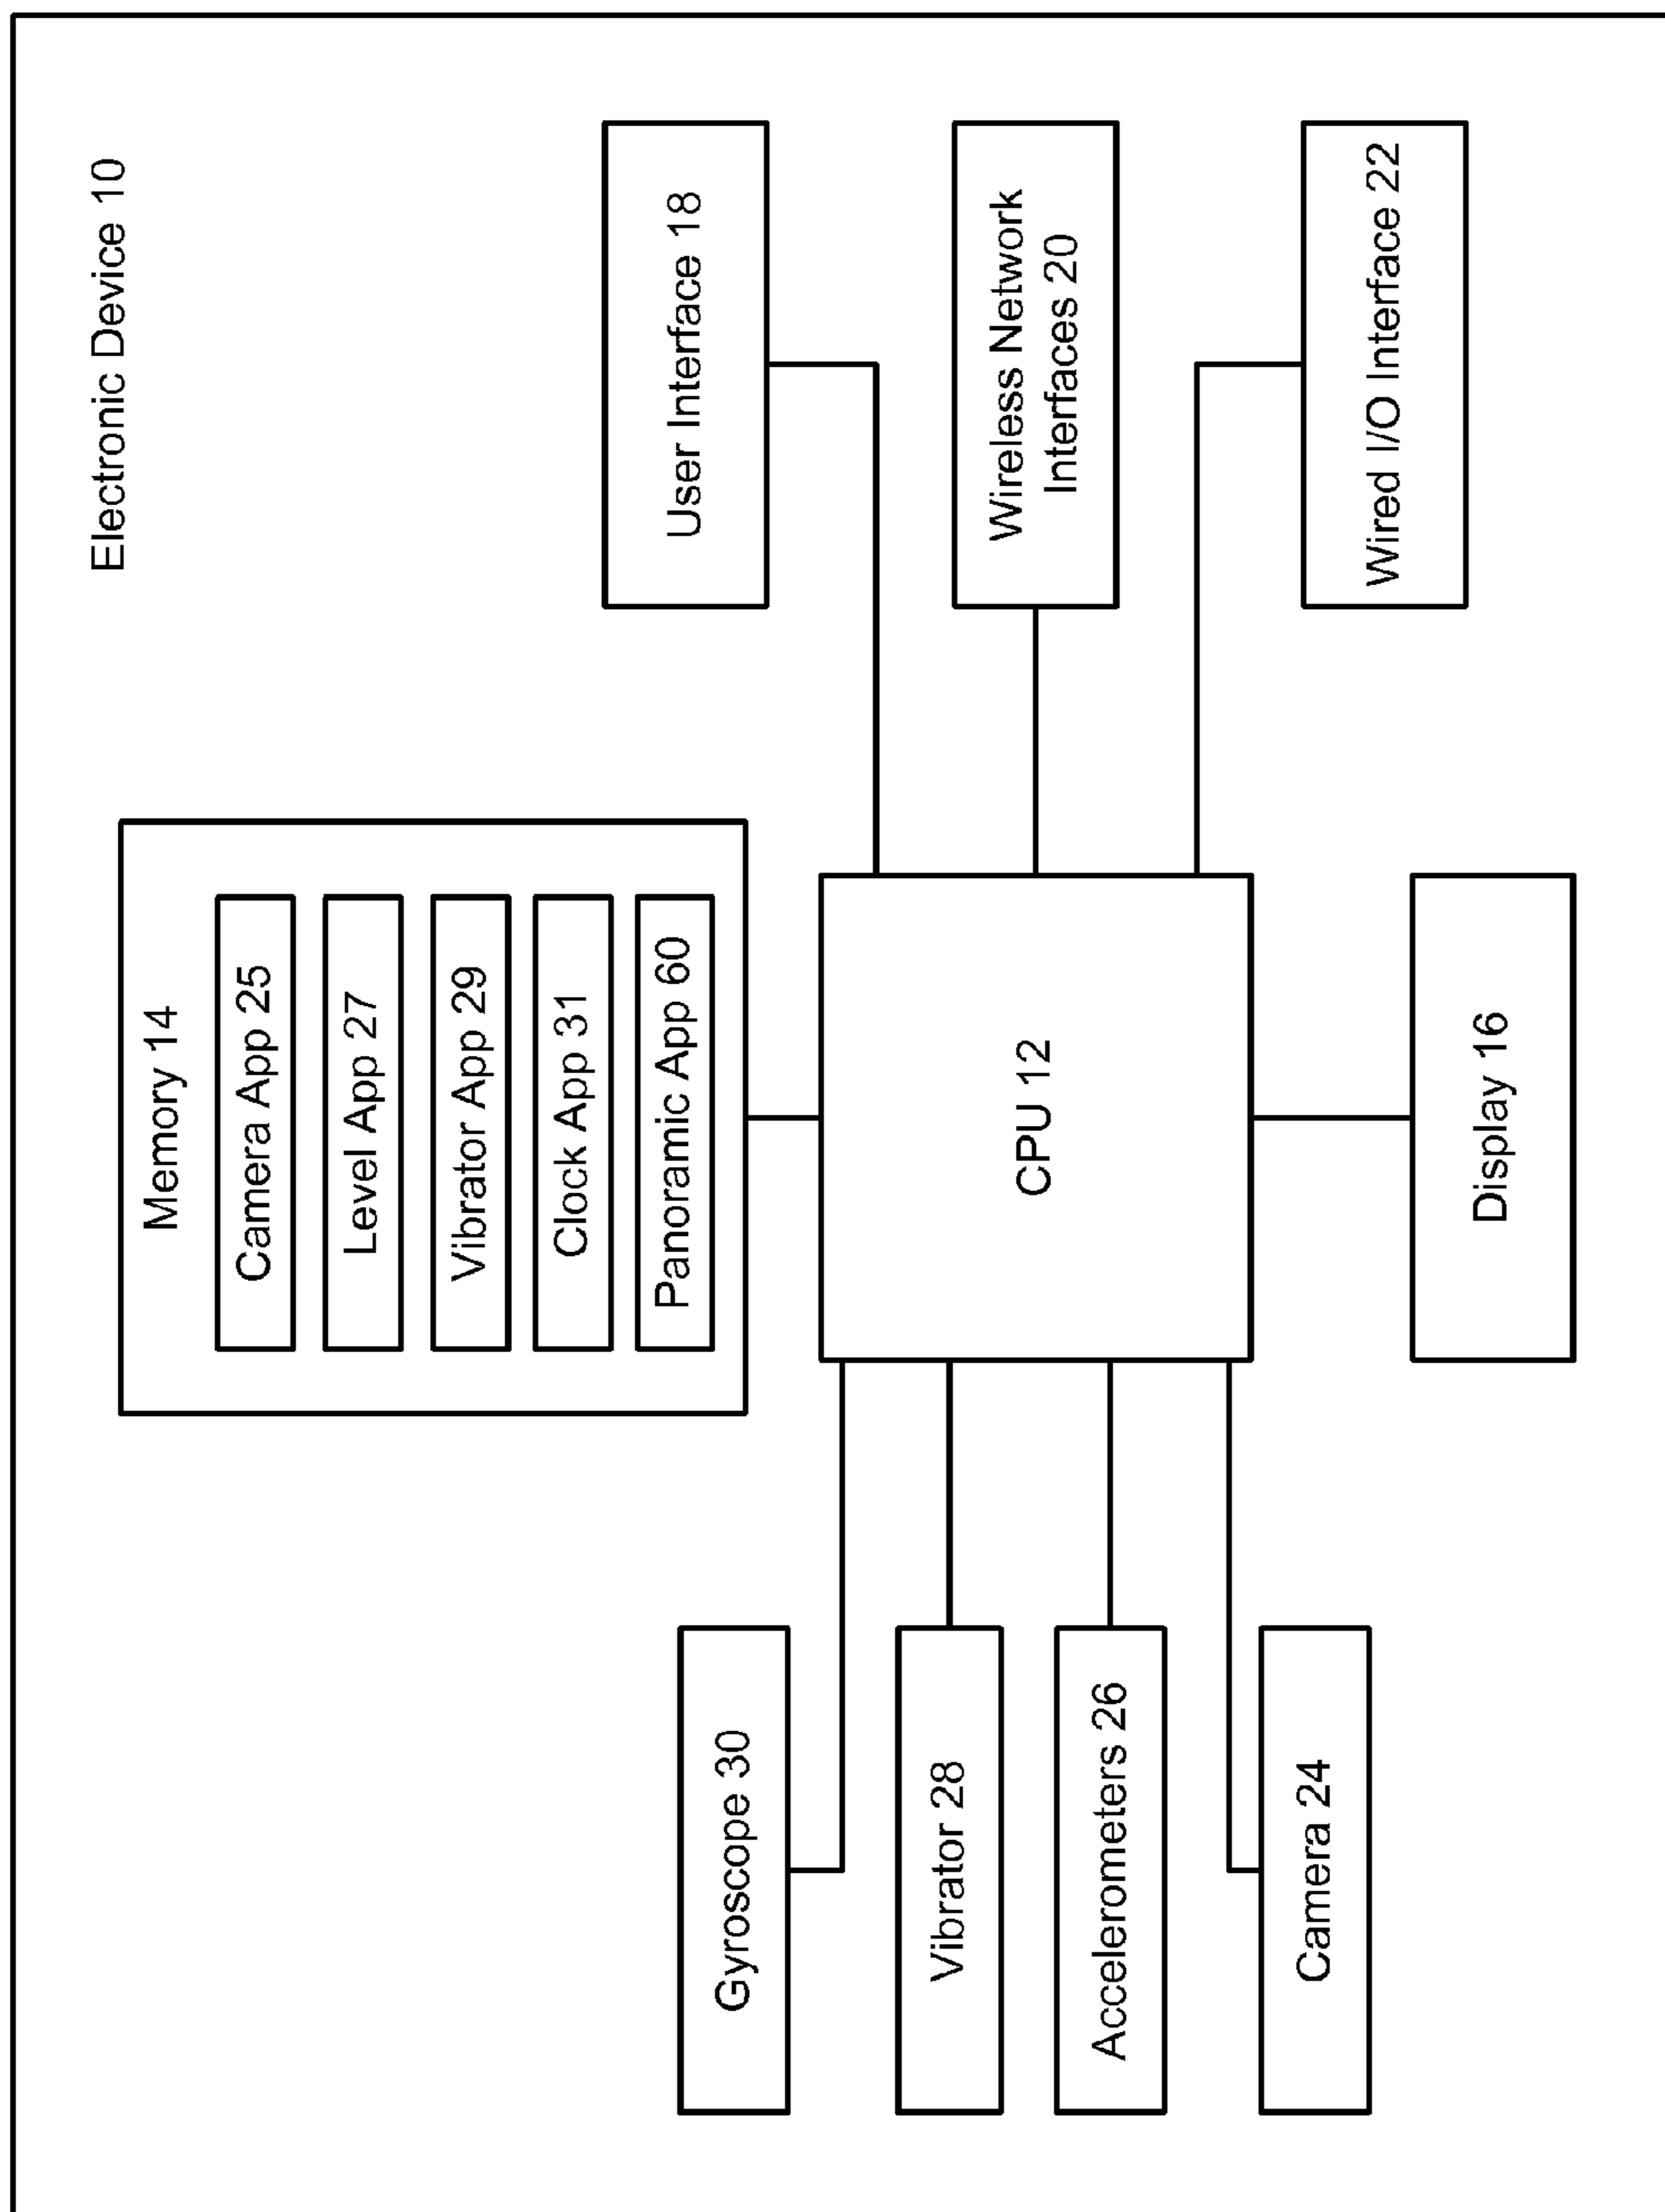 Electronic Device 10
Memory 14
Camera App 25
Level App 27
Vibrator App 29
Clock App 31
Panoramic App 60
Gyroscope 30
Vibrator 28
Accelerometers 26
Camera 24
CPU 12
User Interface 18
Wireless Network
Interfaces 20
Wired I/O Interface 22
Display 16